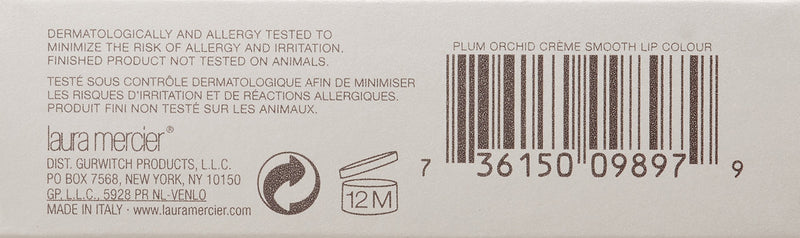 DERMATOLOGICALLY AND ALLERGY TESTED TO
MINIMIZE THE RISK OF ALLERGY AND IRRITATION.
FINISHED PRODUCT NOT TESTED ON ANIMALS.
TESTÉ SOUS CONTRÔLE DERMATOLOGIQUE AFIN DE MINIMISER
LES RISQUES D'IRRITATION ET DE RÉACTIONS ALLERGIQUES.
PRODUIT FINI NON TESTÉ SUR LES ANIMAUX.
laura mercier®
DIST. GURWITCH PRODUCTS, L.L.C.
PO BOX 7568, NEW YORK, NY 10150
GP, L.L.C., 5928 PR NL-VENLO
MADE IN ITALY · www.lauramercier.com
12M
PLUM ORCHID CRÈME SMOOTH LIP COLOUR
7 36150 09897 9